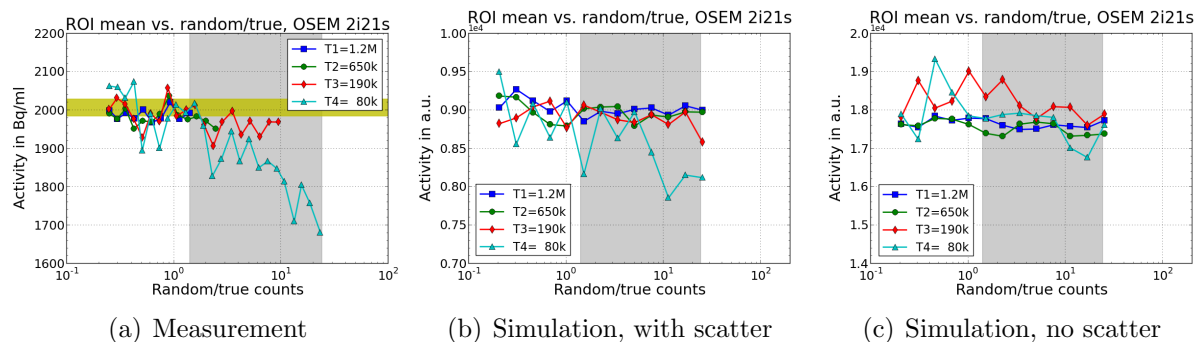 ROI mean vs. random/true, OSEM 2i21s
2200
2100
2000
1900
1800
1700
1600
Activity in Bq/ml
T1=1.2M
T2=650k
T3=190k
T4= 80k
10^-1
10^0
10^1
10^2
Random/true counts
(a) Measurement
ROI mean vs. random/true, OSEM 2i21s
1e4
1.00
0.95
0.90
0.85
0.80
0.75
0.70
Activity in a.u.
T1=1.2M
T2=650k
T3=190k
T4= 80k
10^-1
10^0
10^1
10^2
Random/true counts
(b) Simulation, with scatter
ROI mean vs. random/true, OSEM 2i21s
1e4
2.0
1.9
1.8
1.7
1.6
1.5
1.4
Activity in a.u.
T1=1.2M
T2=650k
T3=190k
T4= 80k
10^-1
10^0
10^1
10^2
Random/true counts
(c) Simulation, no scatter